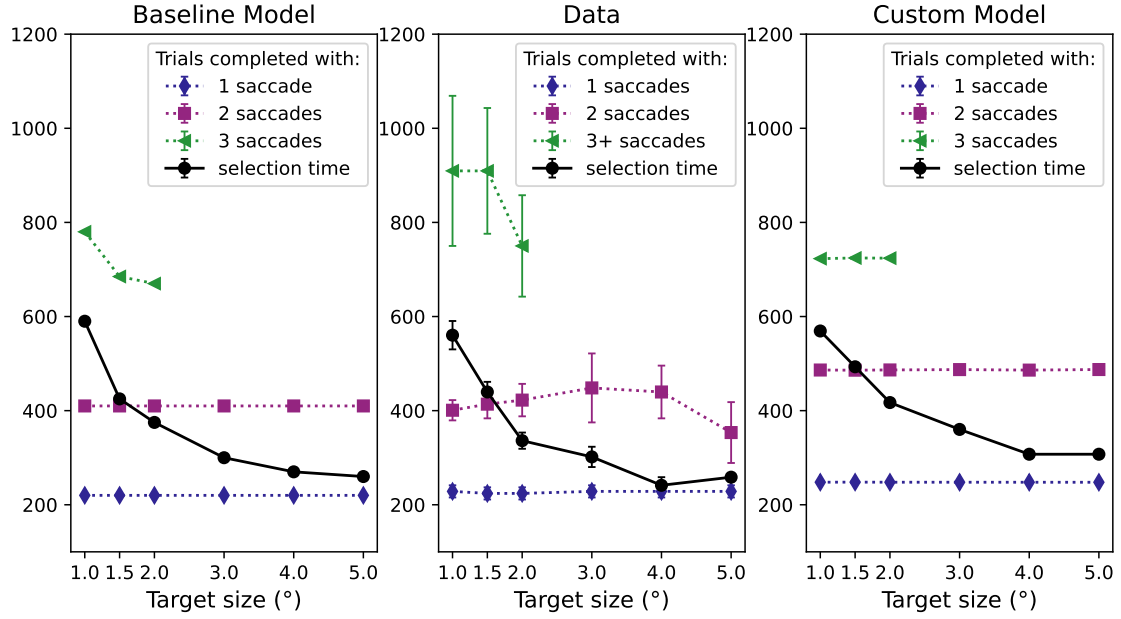 Baseline Model
1200
1000
800
600
400
200
1.0 1.5 2.0 3.0 4.0 5.0
Target size (°)
Trials completed with:
1 saccade
2 saccades
3 saccades
selection time
Data
1200
1000
800
600
400
200
1.0 1.5 2.0 3.0 4.0 5.0
Target size (°)
Trials completed with:
1 saccades
2 saccades
3+ saccades
selection time
Custom Model
1200
1000
800
600
400
200
1.0 1.5 2.0 3.0 4.0 5.0
Target size (°)
Trials completed with:
1 saccade
2 saccades
3 saccades
selection time